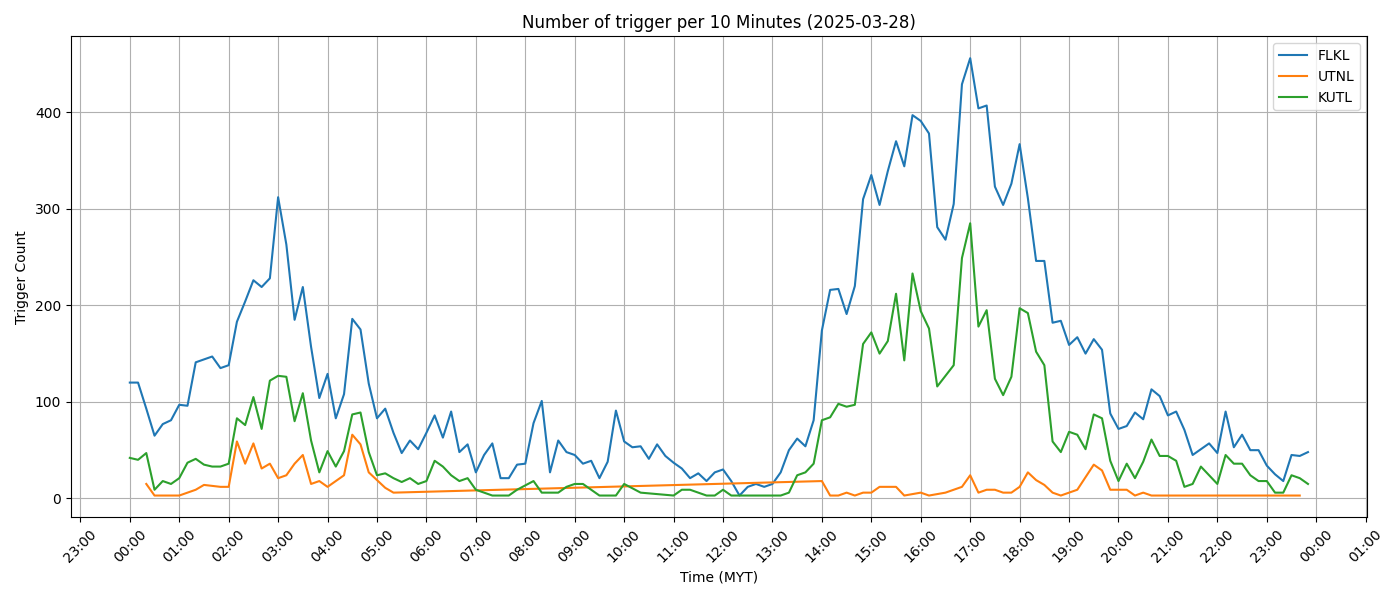 Number of trigger per 10 Minutes (2025-03-28)
FLKL
UTNL
KUTL
Trigger Count
400
300
200
100
0
23:00 00:00 01:00 02:00 03:00 04:00 05:00 06:00 07:00 08:00 09:00 10:00 11:00 12:00 13:00 14:00 15:00 16:00 17:00 18:00 19:00 20:00 21:00 22:00 23:00 00:00 01:00
Time (MYT)